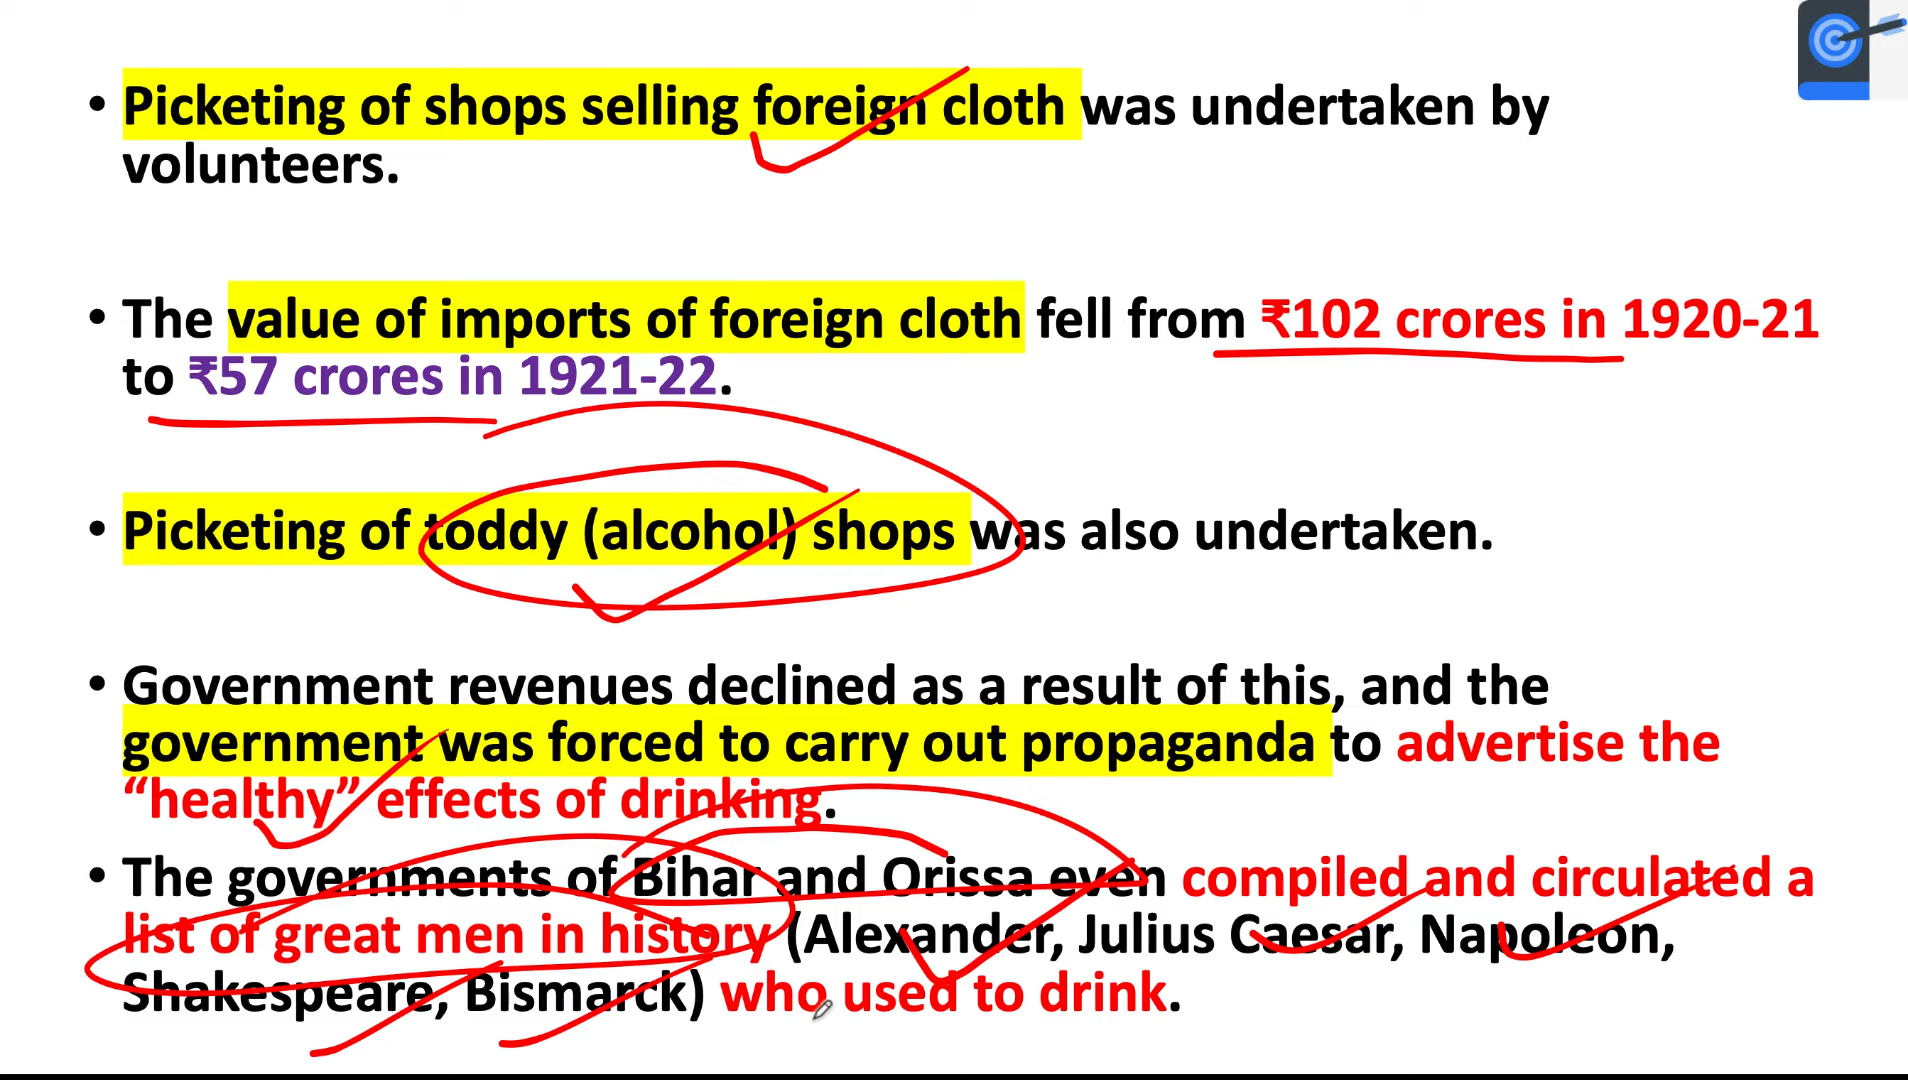 • Picketing of shops selling foreign cloth was undertaken by
volunteers.
• The value of imports of foreign cloth fell from ₹102 crores in 1920-21
to ₹57 crores in 1921-22.
• Picketing of toddy (alcohol) shops was also undertaken.
• Government revenues declined as a result of this, and the
government was forced to carry out propaganda to advertise the
“healthy” effects of drinking.
• The governments of Bihar and Orissa even compiled and circulated a
list of great men in history (Alexander, Julius Caesar, Napoleon,
Shakespeare, Bismarck) who used to drink.